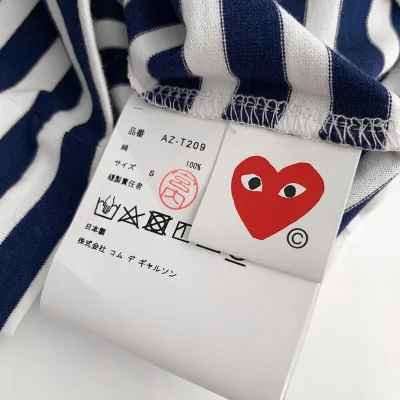 品番 AZ-T209
綿 100%
サイズ S
縫製責任者
日本製
株式会社 コム デ ギャルソン
©